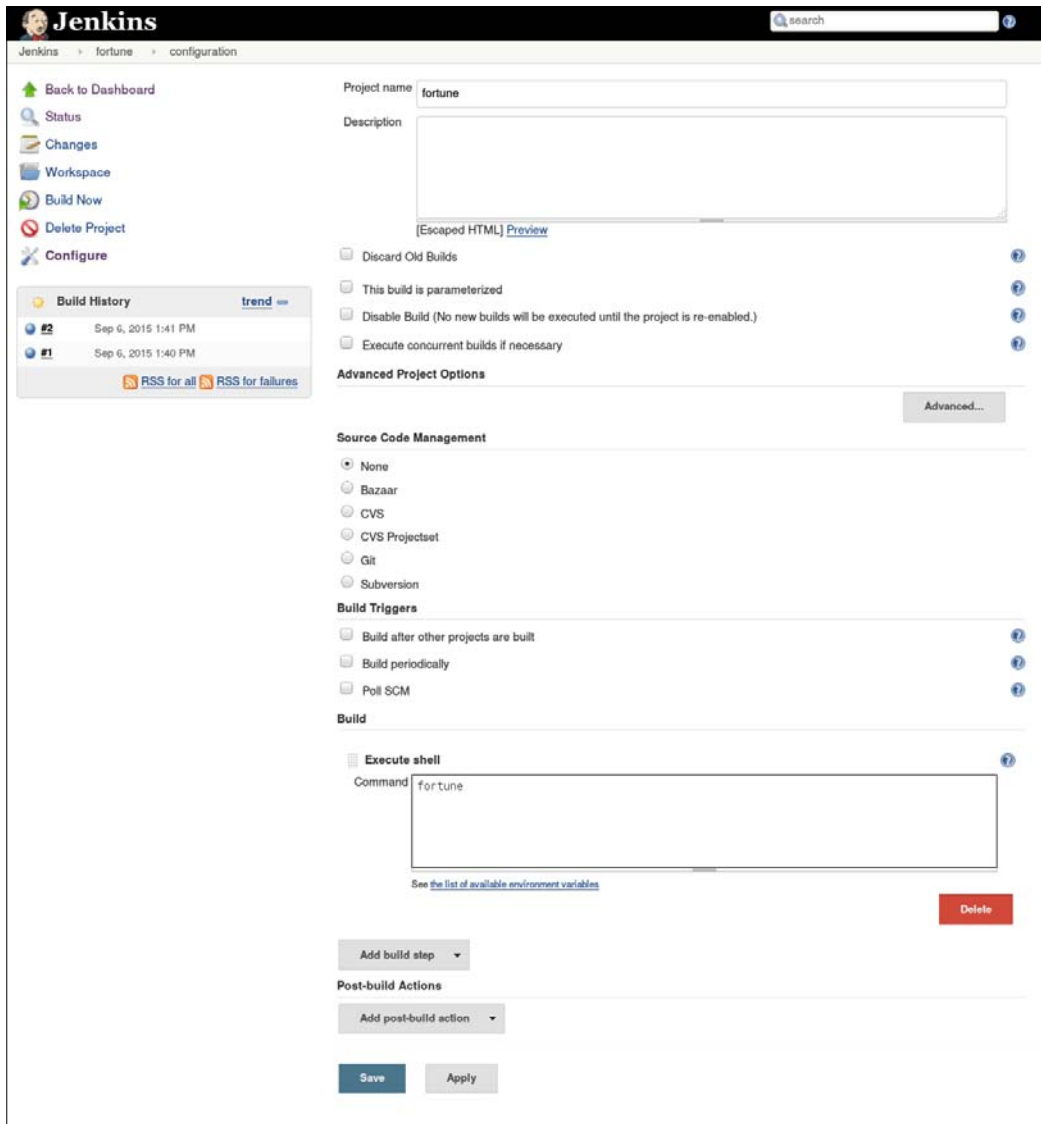 Jenkins
search
Jenkins fortune configuration
Back to Dashboard
Status
Changes
Workspace
Build Now
Delete Project
Configure
Build History trend
#2 Sep 6, 2015 1:41 PM
#1 Sep 6, 2015 1:40 PM
RSS for all RSS for failures
Project name fortune
Description
[Escaped HTML] Preview
Discard Old Builds
This build is parameterized
Disable Build (No new builds will be executed until the project is re-enabled.)
Execute concurrent builds if necessary
Advanced Project Options
Advanced...
Source Code Management
None
Bazaar
CVS
CVS Projectset
Git
Subversion
Build Triggers
Build after other projects are built
Build periodically
Poll SCM
Build
Execute shell
Command fortune
See the list of available environment variables
Delete
Add build step
Post-build Actions
Add post-build action
Save Apply